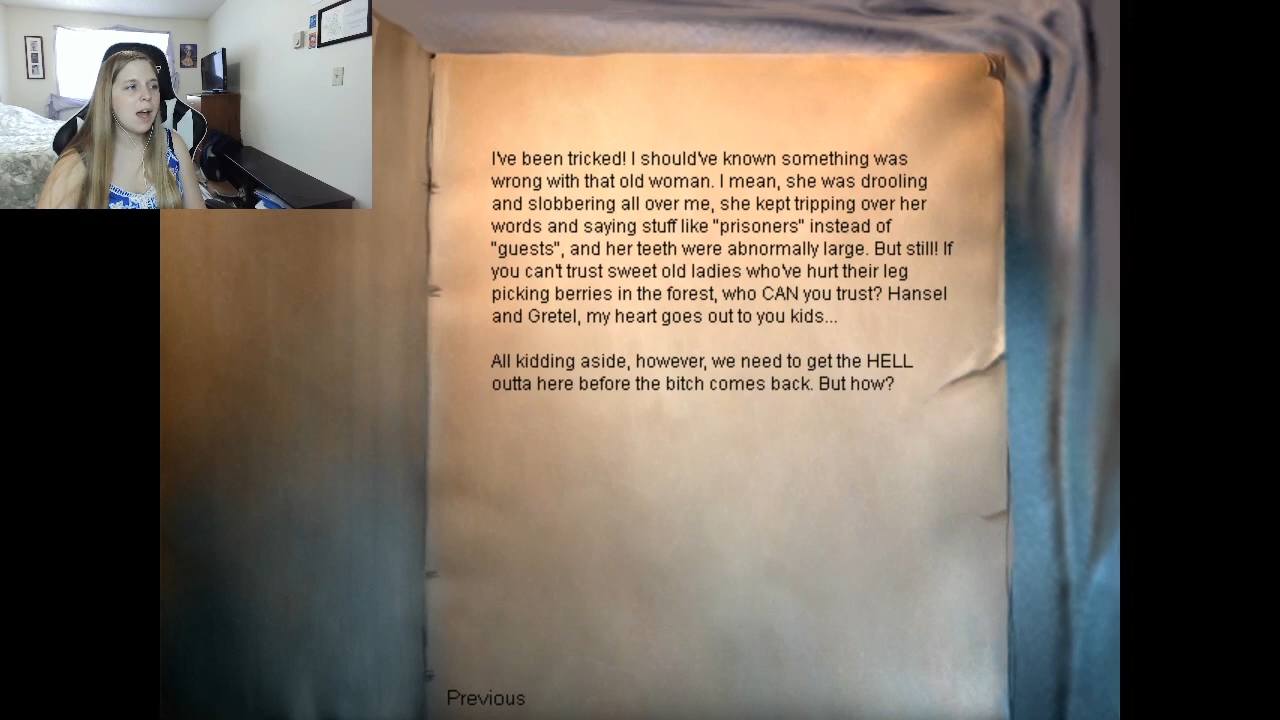 I've been tricked! I should've known something was
wrong with that old woman. I mean, she was drooling
and slobbering all over me, she kept tripping over her
words and saying stuff like "prisoners" instead of
"guests", and her teeth were abnormally large. But still! If
you can't trust sweet old ladies who've hurt their leg
picking berries in the forest, who CAN you trust? Hansel
and Gretel, my heart goes out to you kids...
All kidding aside, however, we need to get the HELL
outta here before the bitch comes back. But how?
Previous